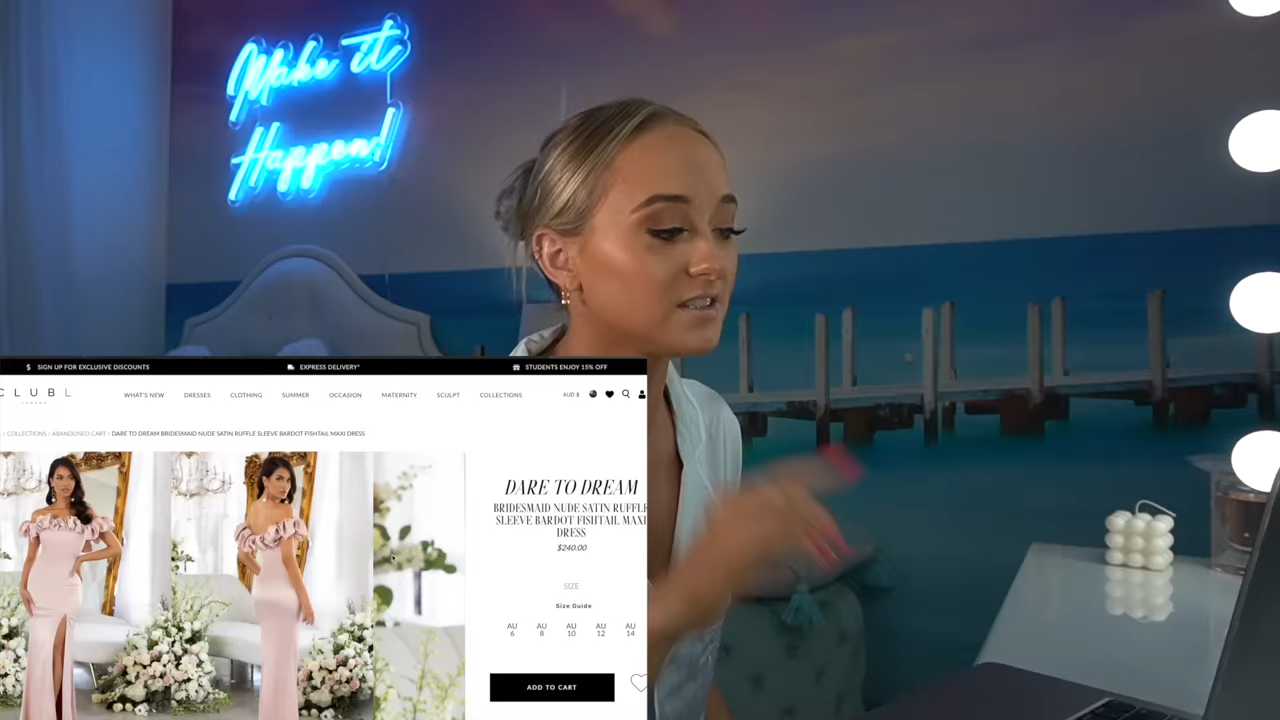 Make it
Happen!
SIGN UP FOR EXCLUSIVE DISCOUNTS
EXPRESS DELIVERY*
STUDENTS ENJOY 15% OFF
CLUB L
WHAT'S NEW DRESSES CLOTHING SUMMER OCCASION MATERNITY SCULPT COLLECTIONS
AUD $
/ COLLECTIONS / ABANDONED CART / DARE TO DREAM BRIDESMAID NUDE SATIN RUFFLE SLEEVE BARDOT FISHTAIL MAXI DRESS
DARE TO DREAM
BRIDESMAID NUDE SATIN RUFFLE
SLEEVE BARDOT FISHTAIL MAXI
DRESS
$240.00
SIZE
Size Guide
AU AU AU AU AU
6 8 10 12 14
ADD TO CART